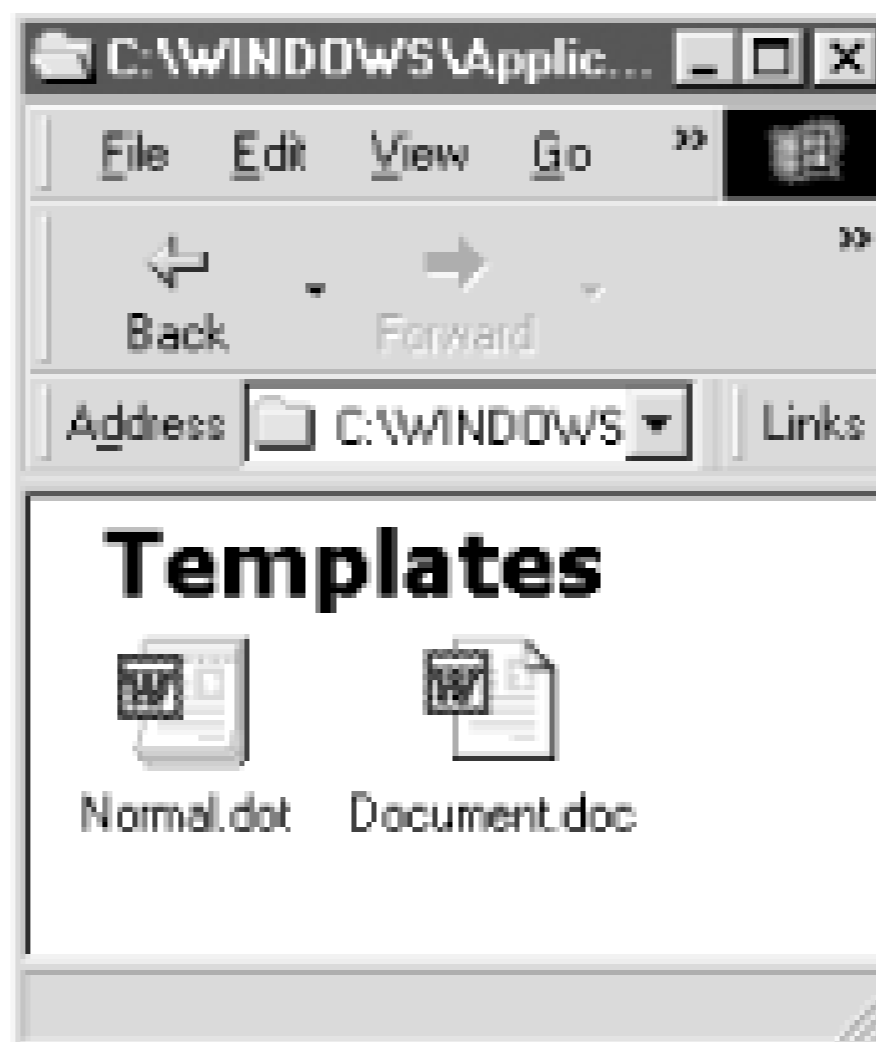 C:\WINDOWS\Applic...
File Edit View Go »
»
Back Forward
Address C:\WINDOWS Links
Templates
W W
Normal.dot Document.doc